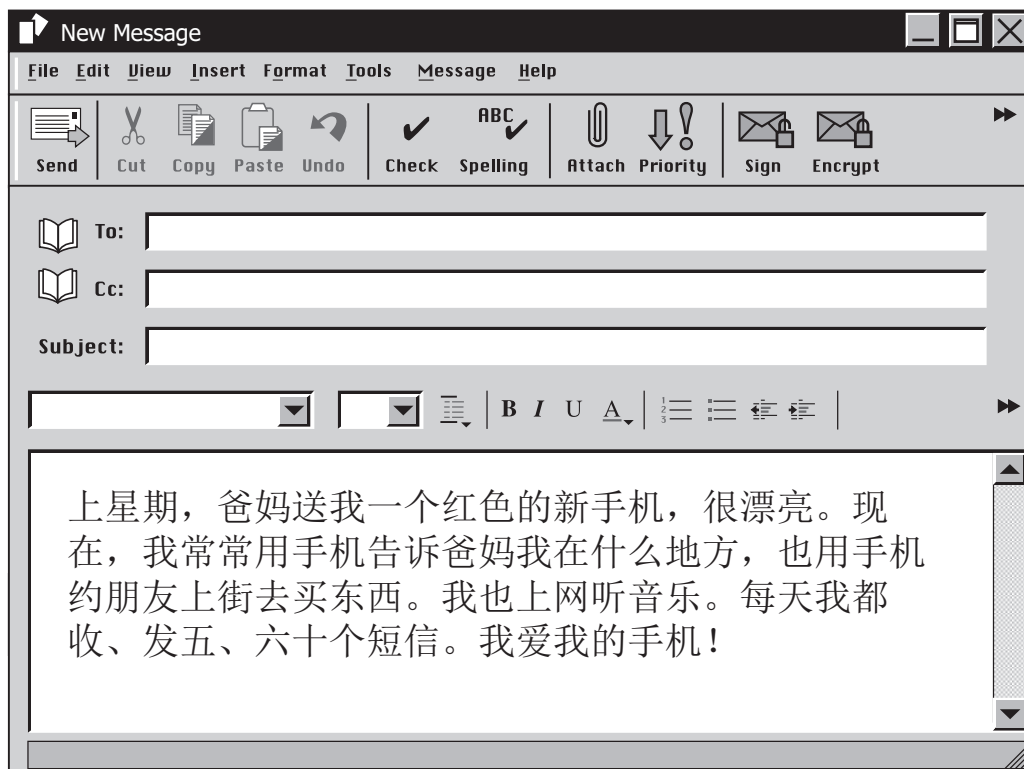 New Message
File Edit View Insert Format Tools Message Help
ABC
Send Cut Copy Paste Undo Check Spelling Attach Priority Sign Encrypt
To:
Cc:
Subject:
B I U A 1 2 3
上星期，爸妈送我一个红色的新手机，很漂亮。现
在，我常常用手机告诉爸妈我在什么地方，也用手机
约朋友上街去买东西。我也上网听音乐。每天我都
收、发五、六十个短信。我爱我的手机！